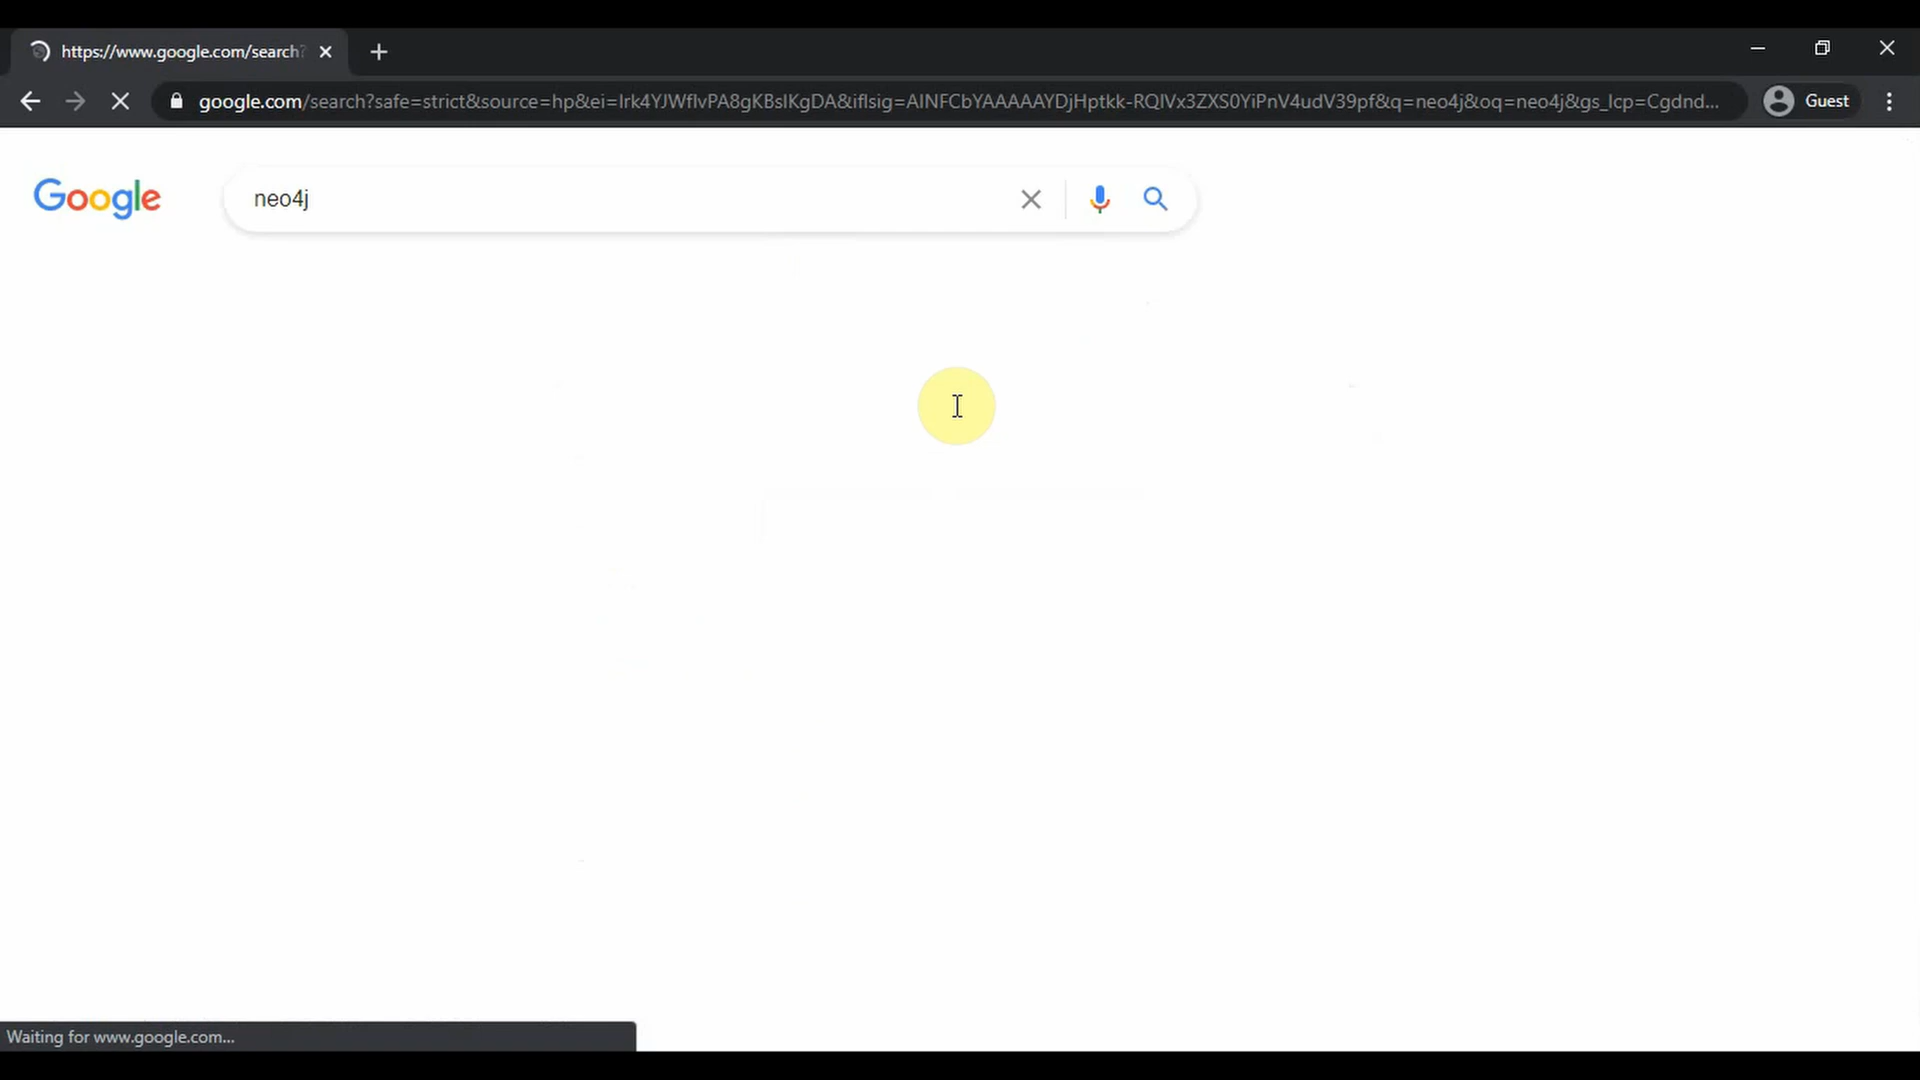 https://www.google.com/search?
google.com/search?safe=strict&source=hp&ei=Irk4YJWflvPA8gKBsIKgDA&iflsig=AINFCbYAAAAAYDjHptkk-RQlVx3ZXS0YiPnV4udV39pf&q=neo4j&oq=neo4j&gs_lcp=Cgdnd...
Guest
Google
neo4j
Waiting for www.google.com...